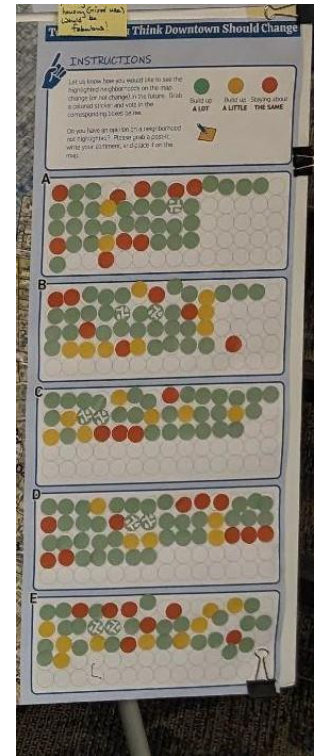 housing (mixed use)
would be
fabulous!
Think Downtown Should Change
INSTRUCTIONS
Let us know how you would like to see the
highlighted neighborhoods on the map
change (or not change) in the future. Grab
a colored sticker and vote in the
corresponding boxes below.
Build up
A LOT
Build up
A LITTLE
Staying about
THE SAME
Do you have an opinion on a neighborhood
not highlighted? Please grab a post-it,
write your comment, and place it on the
map.
A
B
C
D
E